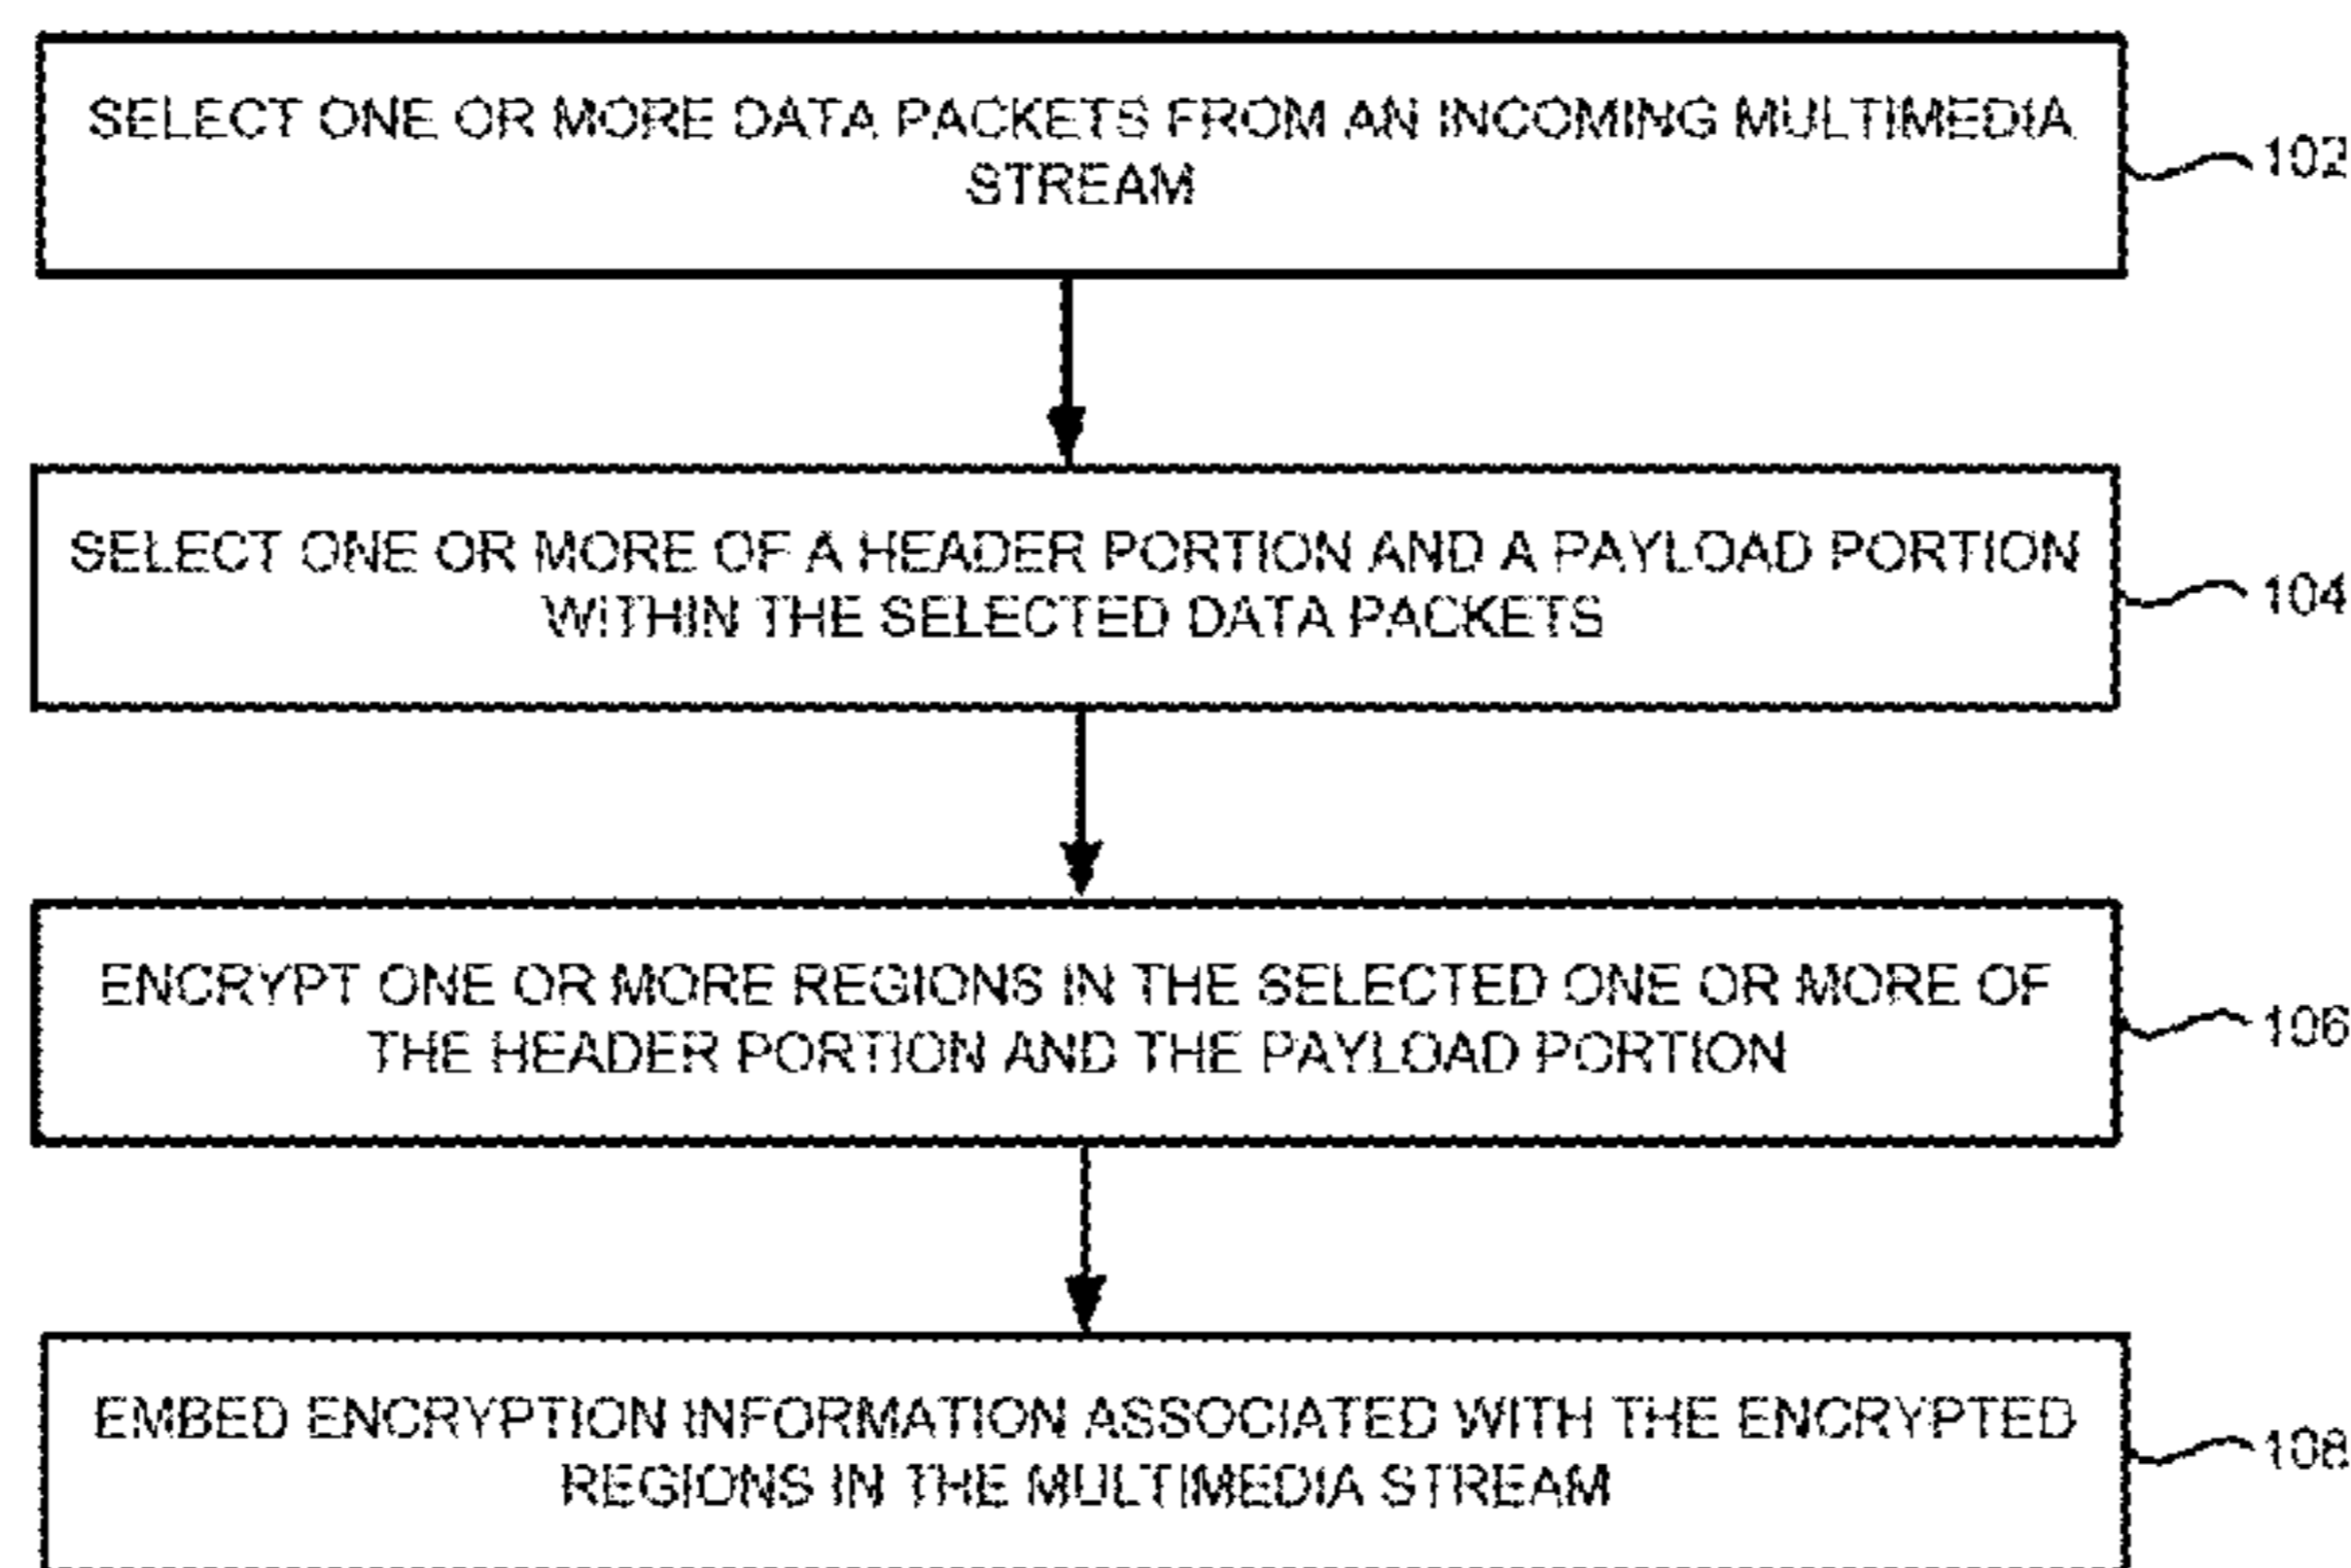 SELECT ONE OR MORE DATA PACKETS FROM AN INCOMING MULTIMEDIA
STREAM
102
SELECT ONE OR MORE OF A HEADER PORTION AND A PAYLOAD PORTION
WITHIN THE SELECTED DATA PACKETS
104
ENCRYPT ONE OR MORE REGIONS IN THE SELECTED ONE OR MORE OF
THE HEADER PORTION AND THE PAYLOAD PORTION
106
EMBED ENCRYPTION INFORMATION ASSOCIATED WITH THE ENCRYPTED
REGIONS IN THE MULTIMEDIA STREAM
108